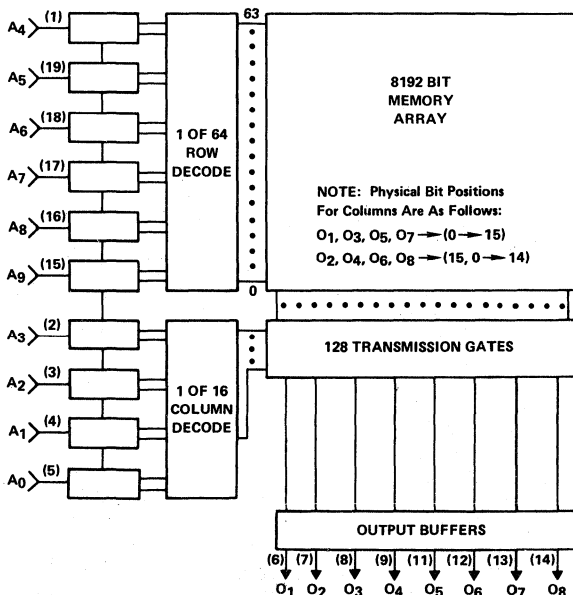 A4 (1)
A5 (19)
A6 (18)
A7 (17)
A8 (16)
A9 (15)
A3 (2)
A2 (3)
A1 (4)
A0 (5)
1 OF 64
ROW
DECODE
63
0
1 OF 16
COLUMN
DECODE
8192 BIT
MEMORY
ARRAY
NOTE: Physical Bit Positions
For Columns Are As Follows:
O1, O3, O5, O7 → (0 → 15)
O2, O4, O6, O8 → (15, 0 → 14)
128 TRANSMISSION GATES
OUTPUT BUFFERS
(6) (7) (8) (9) (11) (12) (13) (14)
O1 O2 O3 O4 O5 O6 O7 O8